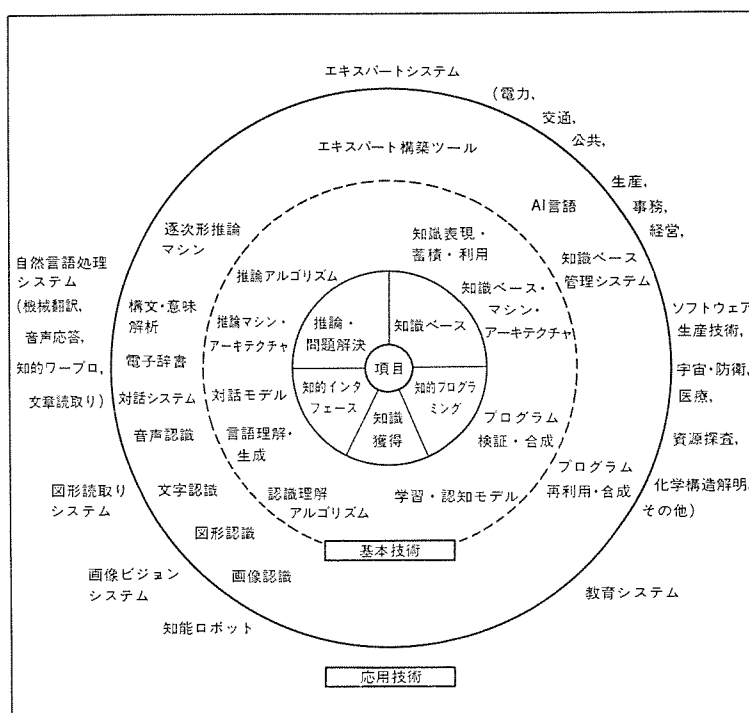 エキスパートシステム
(電力,
交通,
公共,
生産,
事務,
経営,
エキスパート構築ツール
AI言語
逐次形推論
マシン
知識表現・
蓄積・利用
知識ベース
管理システム
自然言語処理
システム
(機械翻訳,
音声応答,
知的ワープロ,
文章読取り)
推論アルゴリズム
知識ベース・
マシン・
アーキテクチャ
構文・意味
解析
推論マシン・
アーキテクチャ
推論・
問題解決
知識ベース
ソフトウェア
生産技術,
電子辞書
項目
宇宙・防衛,
医療,
対話システム
対話モデル
知的インタ
フェース
知識
獲得
知的プログラ
ミング
音声認識
言語理解・
生成
プログラム
検証・合成
資源探査,
図形読取り
システム
文字認識
認識理解
アルゴリズム
学習・認知モデル
プログラム
再利用・合成
化学構造解明,
その他)
図形認識
基本技術
画像ビジョン
システム
画像認識
教育システム
知能ロボット
応用技術